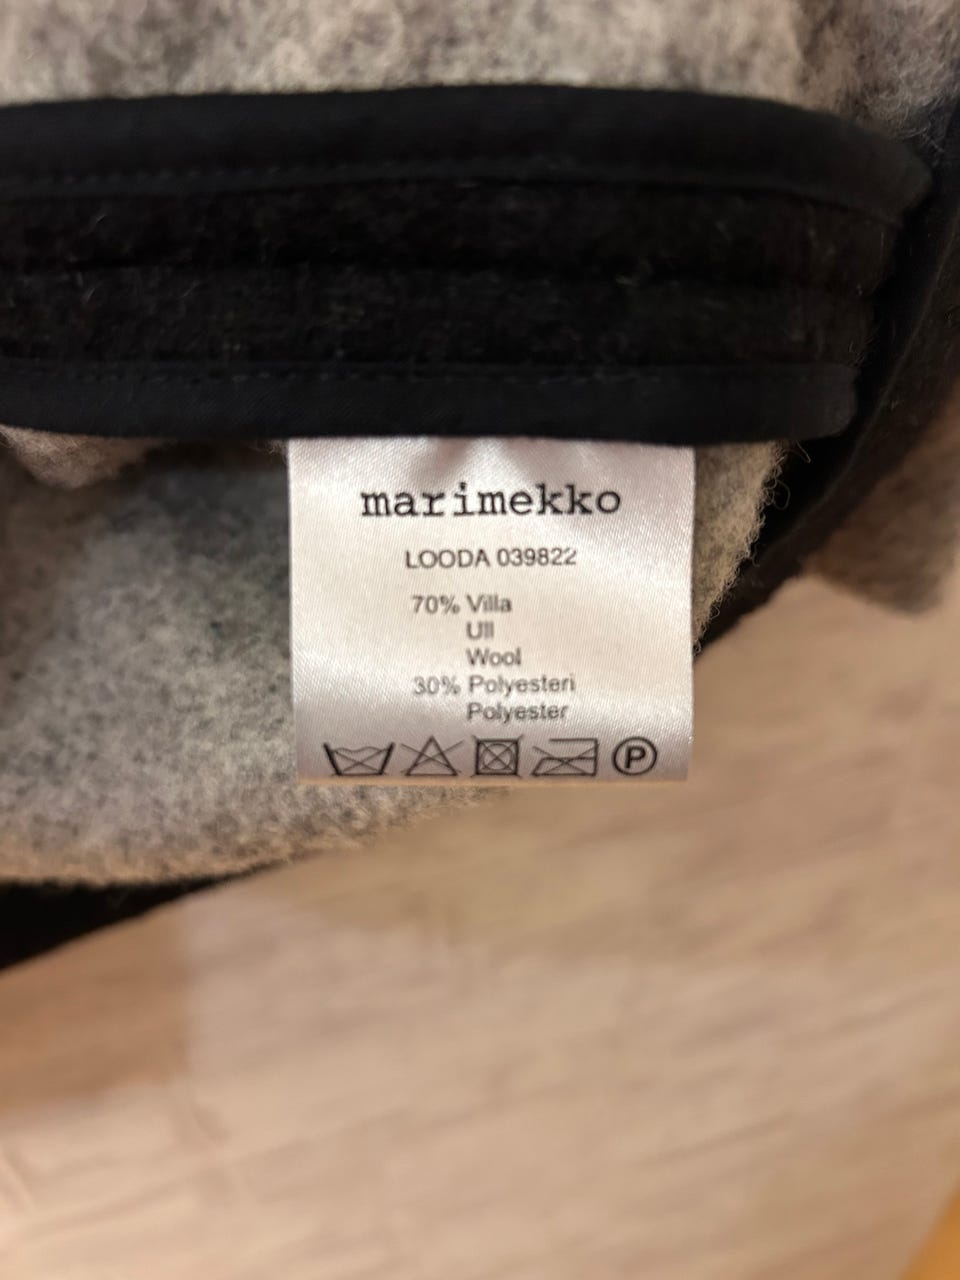 marimekko
LOODA 039822
70% Villa
Ull
Wool
30% Polyesteri
Polyester
P